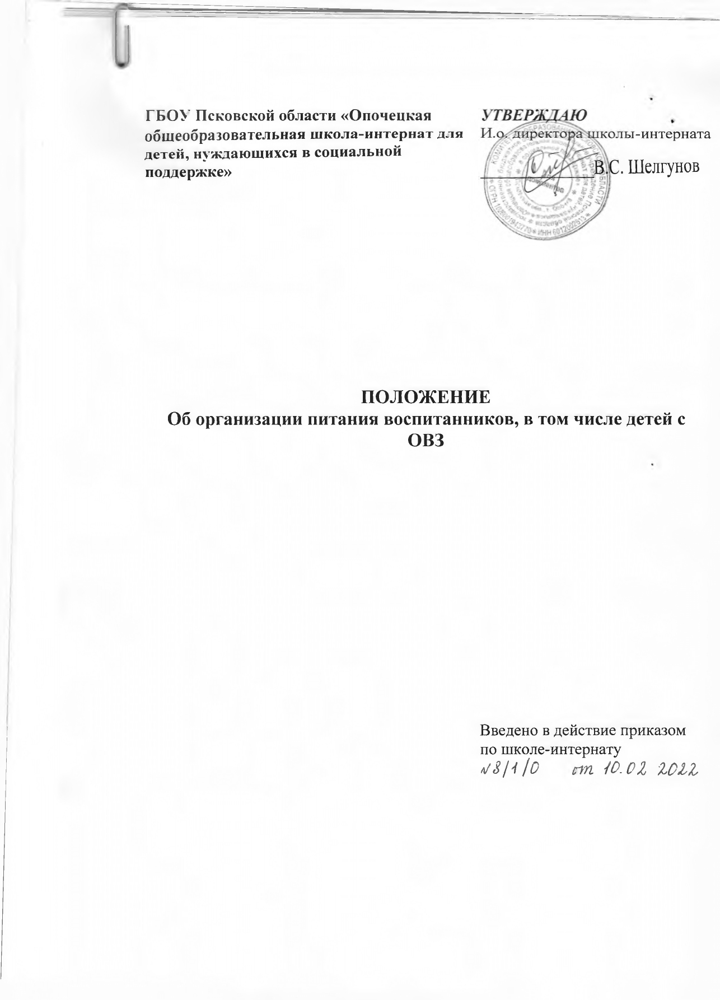 ГБОУ Псковской области «Опочецкая
общеобразовательная школа-интернат для
детей, нуждающихся в социальной
поддержке»
УТВЕРЖДАЮ
И.о. директора школы-интерната
В.С. Шелгунов
ОГРН 1026001943770 * ИНН 6012002613 *
ПОЛОЖЕНИЕ
Об организации питания воспитанников, в том числе детей с
ОВЗ
Введено в действие приказом
по школе-интернату
№8/1/0 от 10.02 2022